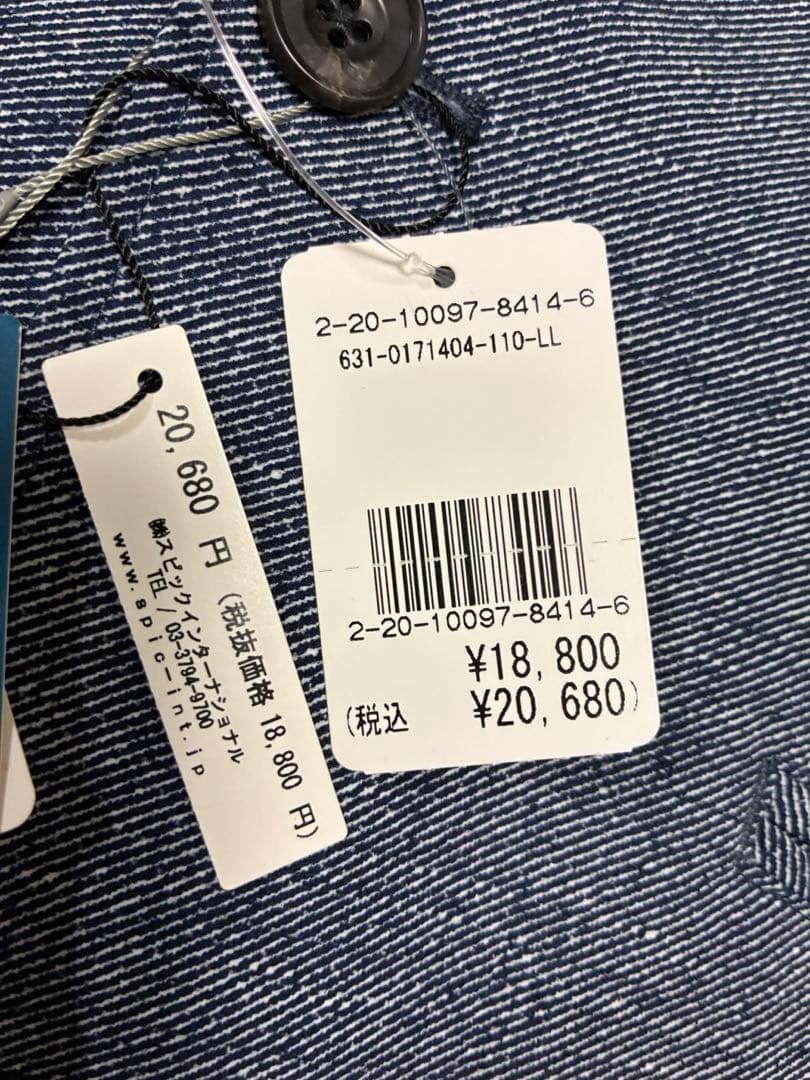 20,680 円 (税抜価格 18,800 円)
㈱スピックインターナショナル
TEL / 03-3794-9700
www.spic-int.jp
2-20-10097-8414-6
631-0171404-110-LL
2-20-10097-8414-6
¥18,800
(税込 ¥20,680)